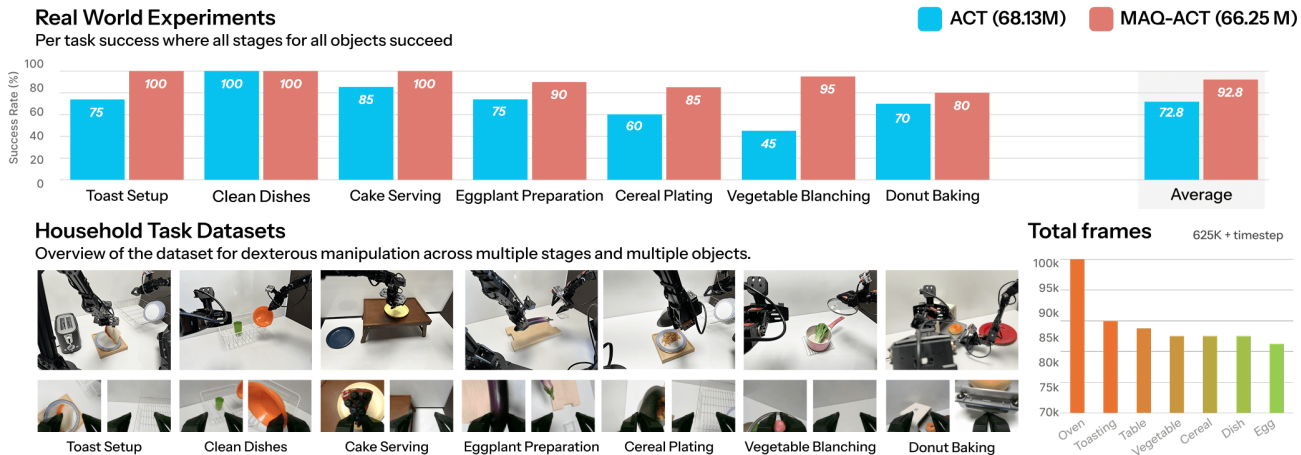 Real World Experiments
ACT (68.13M)
MAQ-ACT (66.25 M)
Per task success where all stages for all objects succeed
Success Rate (%)
100
80
60
40
20
0
75
100
100
100
85
100
75
90
60
85
45
95
70
80
72.8
92.8
Toast Setup
Clean Dishes
Cake Serving
Eggplant Preparation
Cereal Plating
Vegetable Blanching
Donut Baking
Average
Household Task Datasets
Overview of the dataset for dexterous manipulation across multiple stages and multiple objects.
Toast Setup
Clean Dishes
Cake Serving
Eggplant Preparation
Cereal Plating
Vegetable Blanching
Donut Baking
Total frames
625K + timestep
100k
95k
90k
85k
80k
75k
70k
Oven
Toasting
Table
Vegetable
Cereal
Dish
Egg